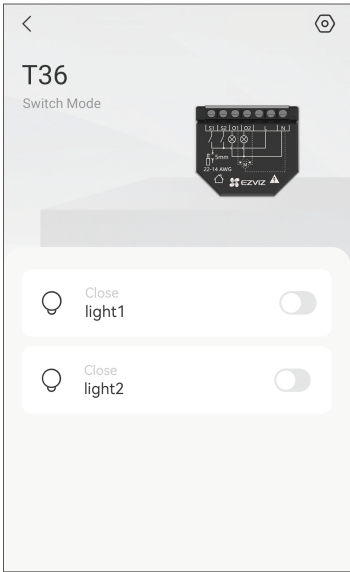 T36
Switch Mode
S1 S2 O1 O2 L N
5mm
M
22-14 AWG
EZVIZ
Close
light1
Close
light2